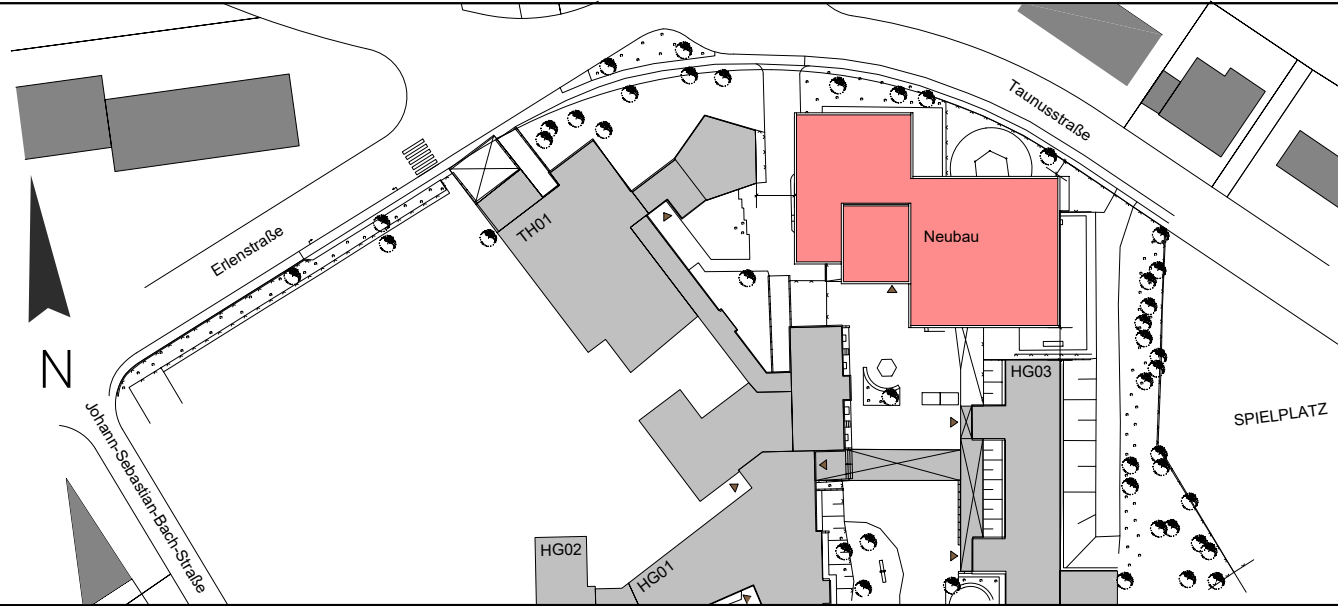 Taunusstraße
TH01
Erlenstraße
Neubau
N
HG03
Johann-Sebastian-Bach-Straße
SPIELPLATZ
HG02
HG01